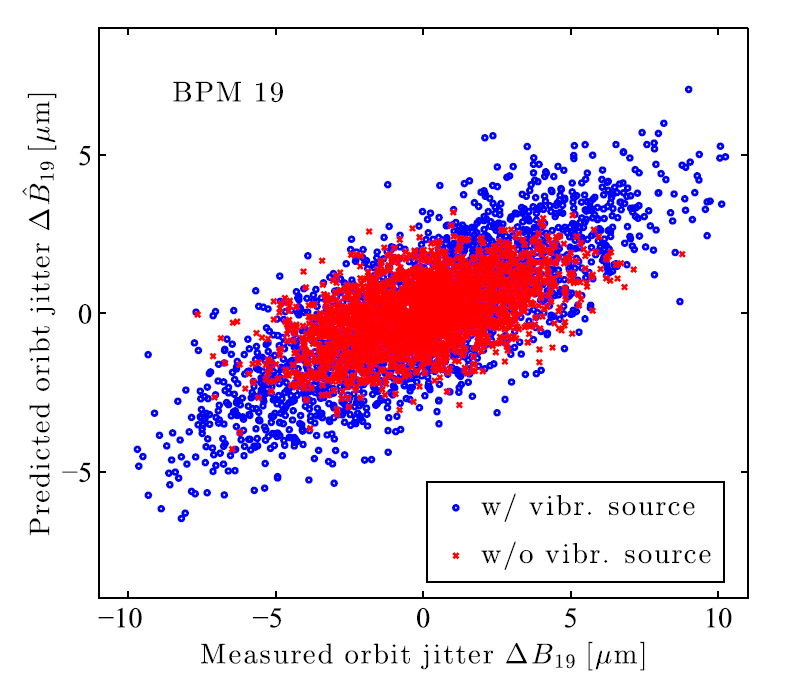 BPM 19
Predicted oribt jitter ΔB̂₁₉ [μm]
5
0
−5
−10
−5
0
5
10
Measured orbit jitter ΔB₁₉ [μm]
w/ vibr. source
w/o vibr. source